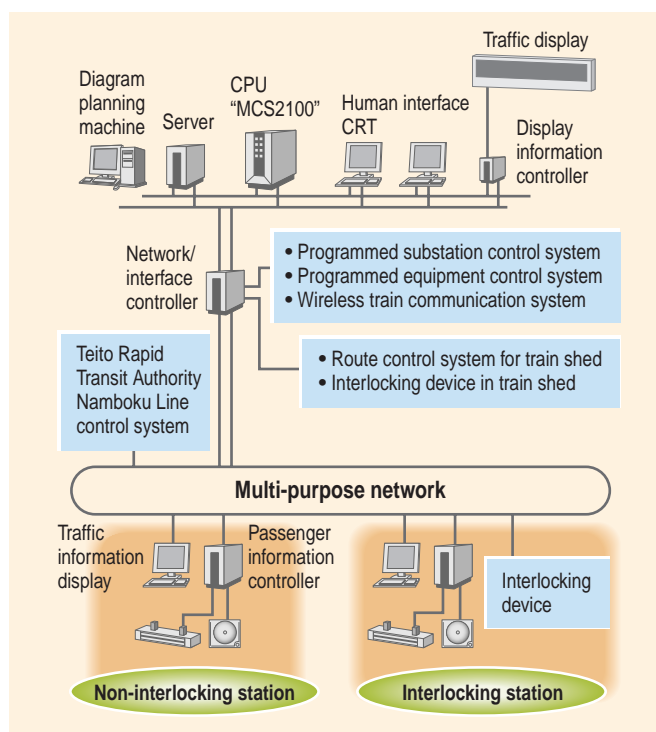 Traffic display
Diagram
planning
machine
Server
CPU
“MCS2100”
Human interface
CRT
Display
information
controller
Network/
interface
controller
• Programmed substation control system
• Programmed equipment control system
• Wireless train communication system
• Route control system for train shed
• Interlocking device in train shed
Teito Rapid
Transit Authority
Namboku Line
control system
Multi-purpose network
Traffic
information
display
Passenger
information
controller
Interlocking
device
Non-interlocking station
Interlocking station